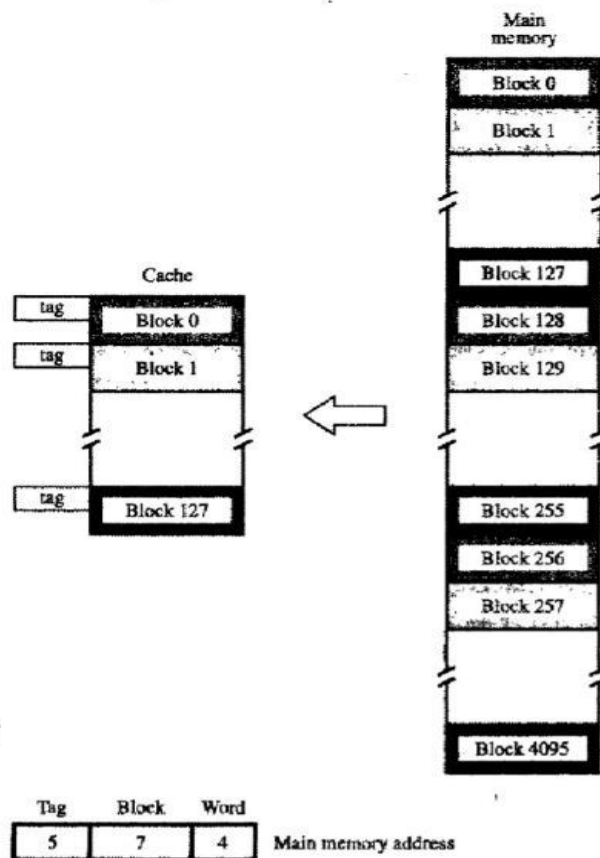 Main
memory
Block 0
Block 1
Block 127
Block 128
Block 129
Block 255
Block 256
Block 257
Block 4095
Cache
tag
Block 0
tag
Block 1
tag
Block 127
Tag Block Word
5 7 4 Main memory address